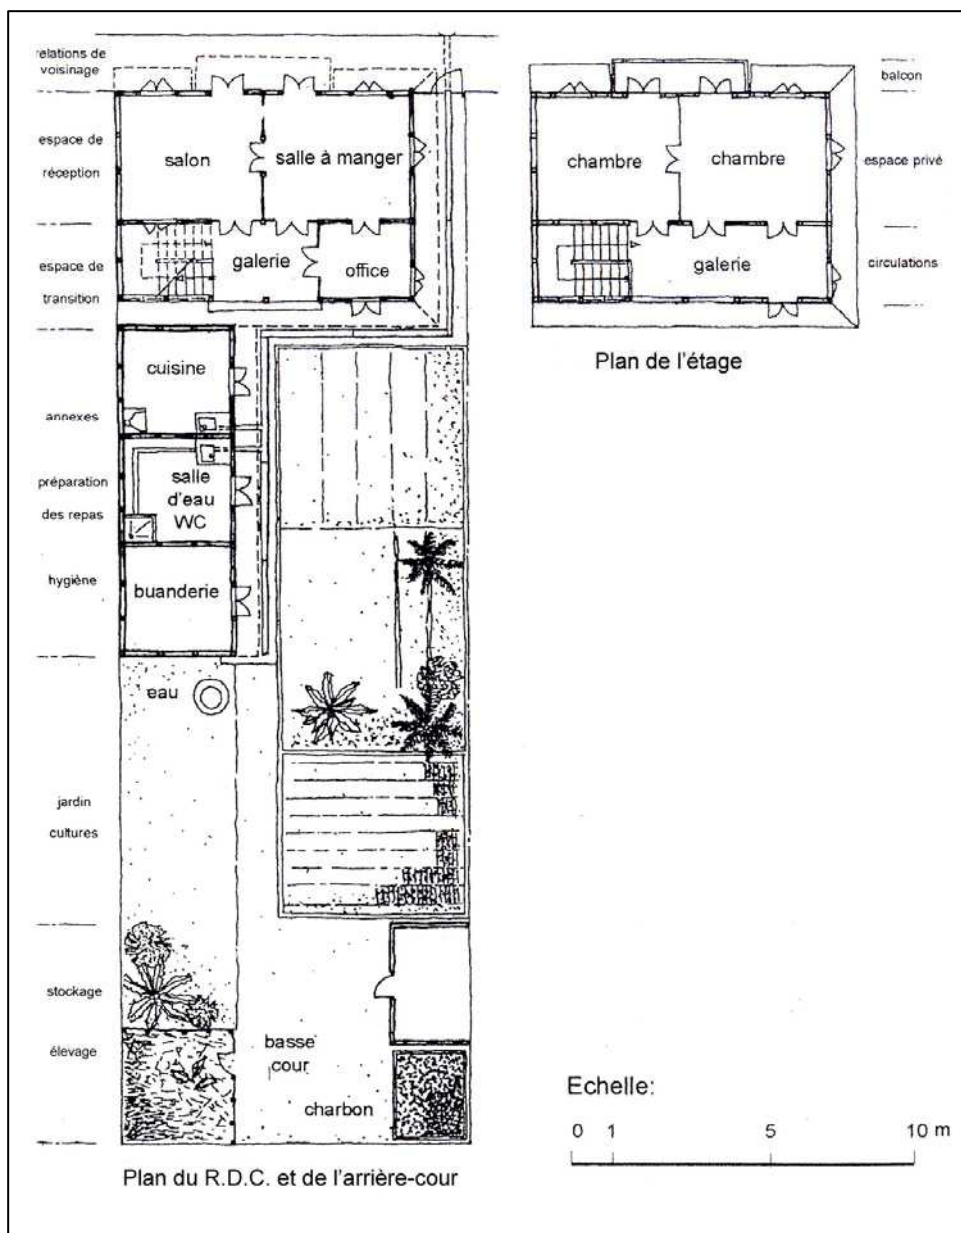 relations de
voisinage
espace de
réception
espace de
transition
annexes
préparation
des repas
hygiène
jardin
cultures
stockage
élevage
salon
salle à manger
galerie
office
cuisine
salle
d'eau
WC
buanderie
eau
basse
cour
charbon
Plan du R.D.C. et de l'arrière-cour
balcon
espace privé
circulations
chambre
chambre
galerie
Plan de l'étage
Echelle:
0 1 5 10 m